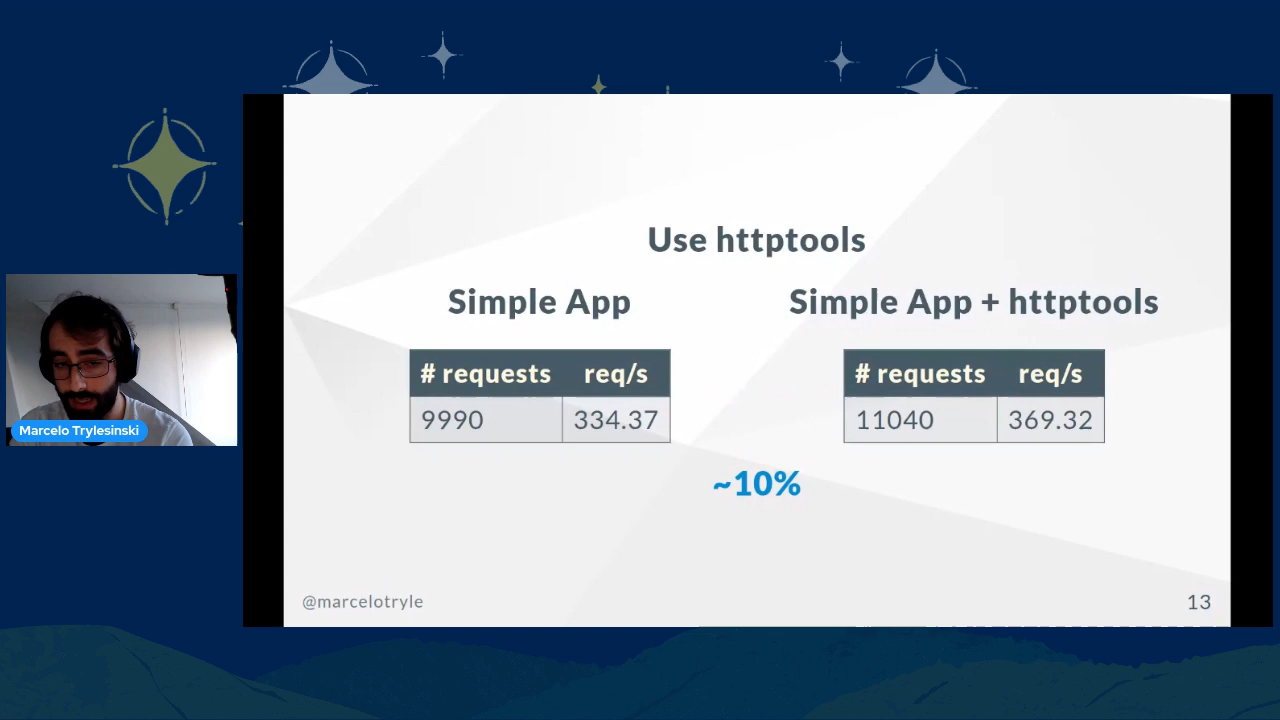 Use httptools
Simple App
# requests req/s
9990 334.37
Simple App + httptools
# requests req/s
11040 369.32
~10%
@marcelotryle
13
Marcelo Trylesinski